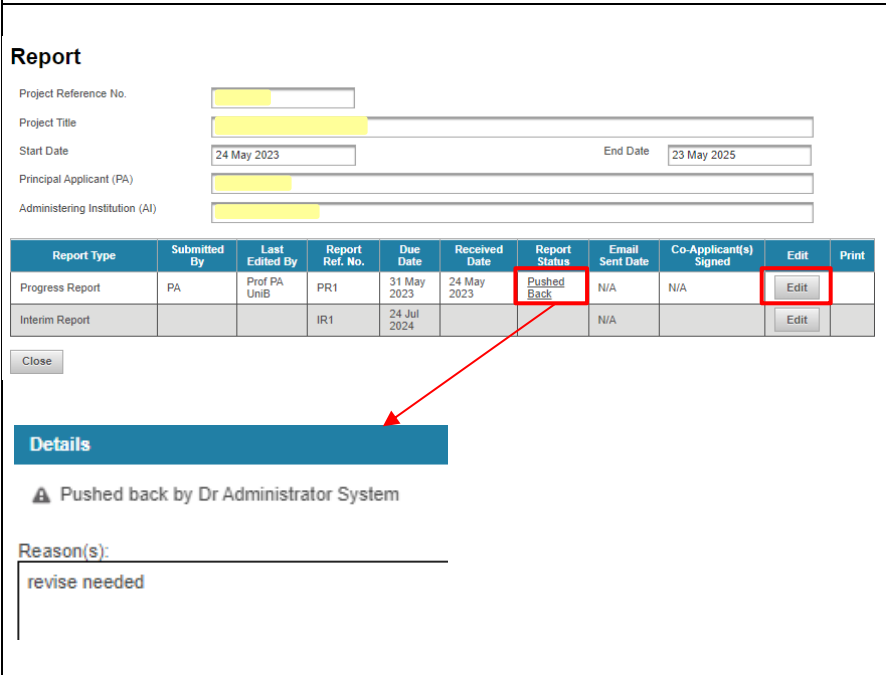 Report
Project Reference No.
Project Title
Start Date 24 May 2023 End Date 23 May 2025
Principal Applicant (PA)
Administering Institution (AI)
Report Type Submitted By Last Edited By Report Ref. No. Due Date Received Date Report Status Email Sent Date Co-Applicant(s) Signed Edit Print
Progress Report PA Prof PA UniB PR1 31 May 2023 24 May 2023 Pushed Back N/A N/A Edit
Interim Report IR1 24 Jul 2024 N/A Edit
Close
Details
Pushed back by Dr Administrator System
Reason(s):
revise needed